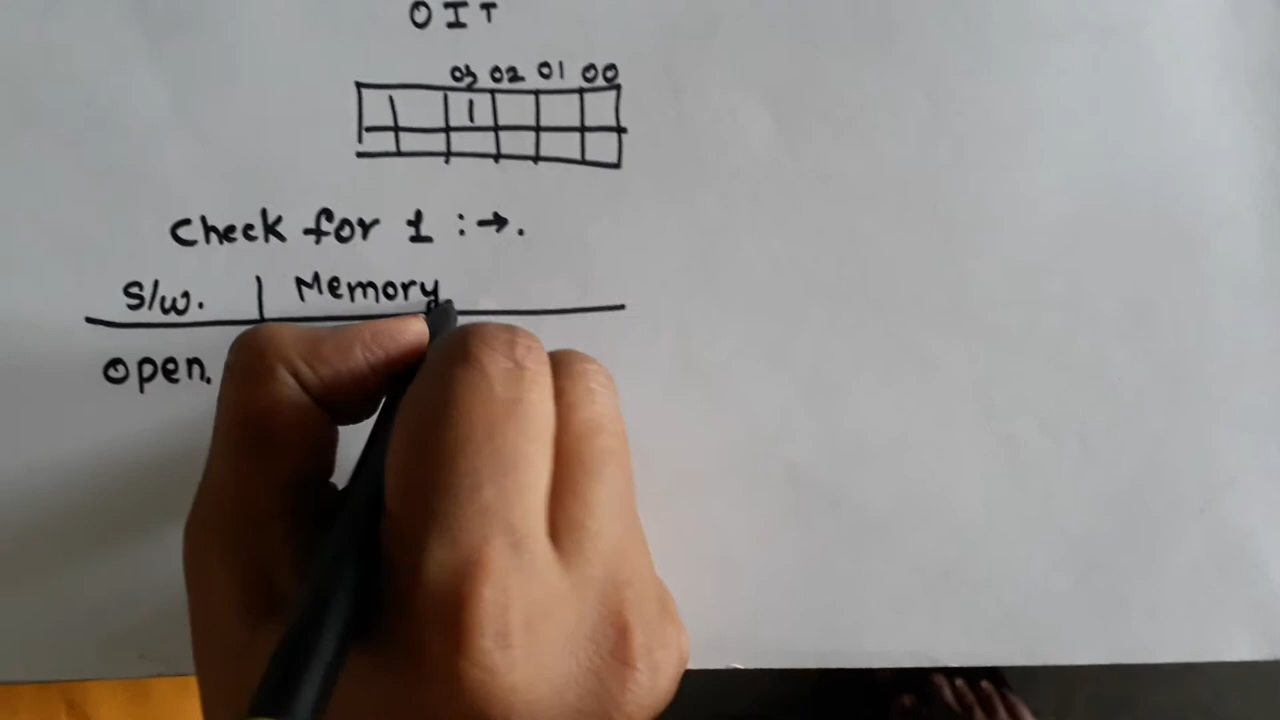 OIT
03 02 01 00
1
Check for 1 :→.
S/w. | Memory
open.